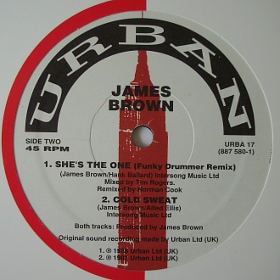 URBAN
JAMES
BROWN
SIDE TWO
45 RPM
URBA 17
(887 580-1)
1. SHE'S THE ONE (Funky Drummer Remix)
(James Brown/Hank Ballard) Intersong Music Ltd
Mixed by Tim Rogers.
Remixed by Norman Cook
2. COLD SWEAT
(James Brown/Alfred Ellis)
Intersong Music Ltd
Both tracks: Produced by James Brown
Original sound recording made by Urban Ltd (UK)
1. ℗ 1988 Urban Ltd (UK)
2. ℗ Urban Ltd (UK)